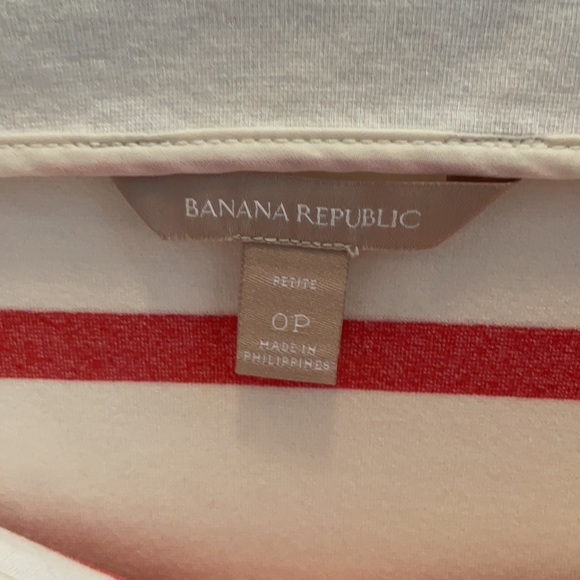 BANANA REPUBLIC
PETITE
0P
MADE IN
PHILIPPINES